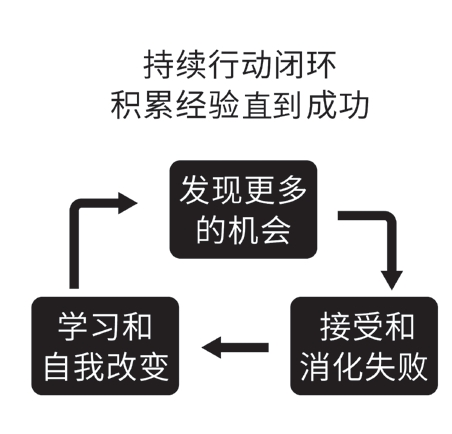 持续行动闭环
积累经验直到成功
发现更多
的机会
接受和
消化失败
学习和
自我改变